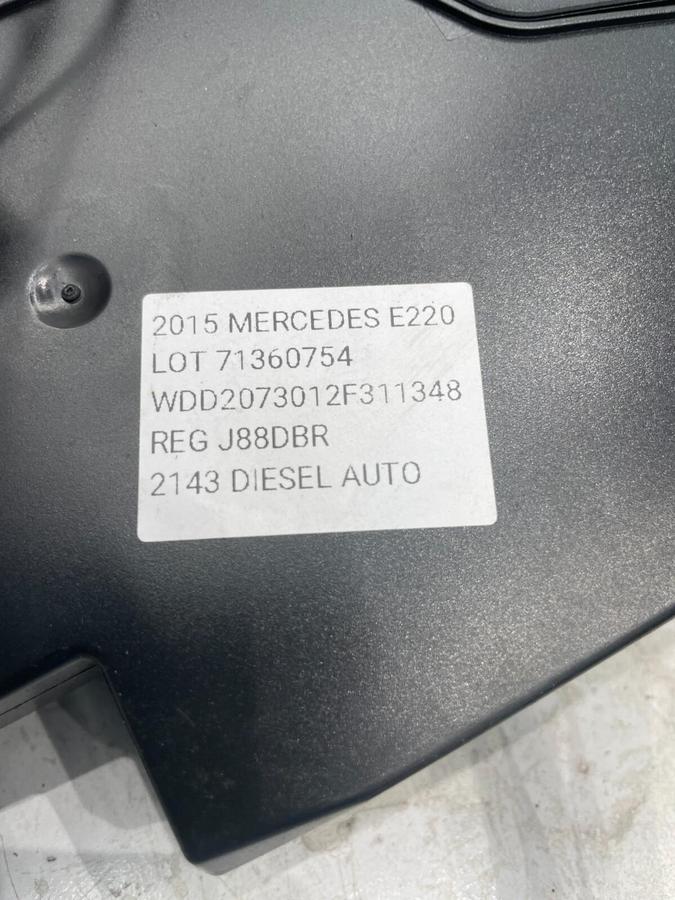 2015 MERCEDES E220
LOT 71360754
WDD2073012F311348
REG J88DBR
2143 DIESEL AUTO